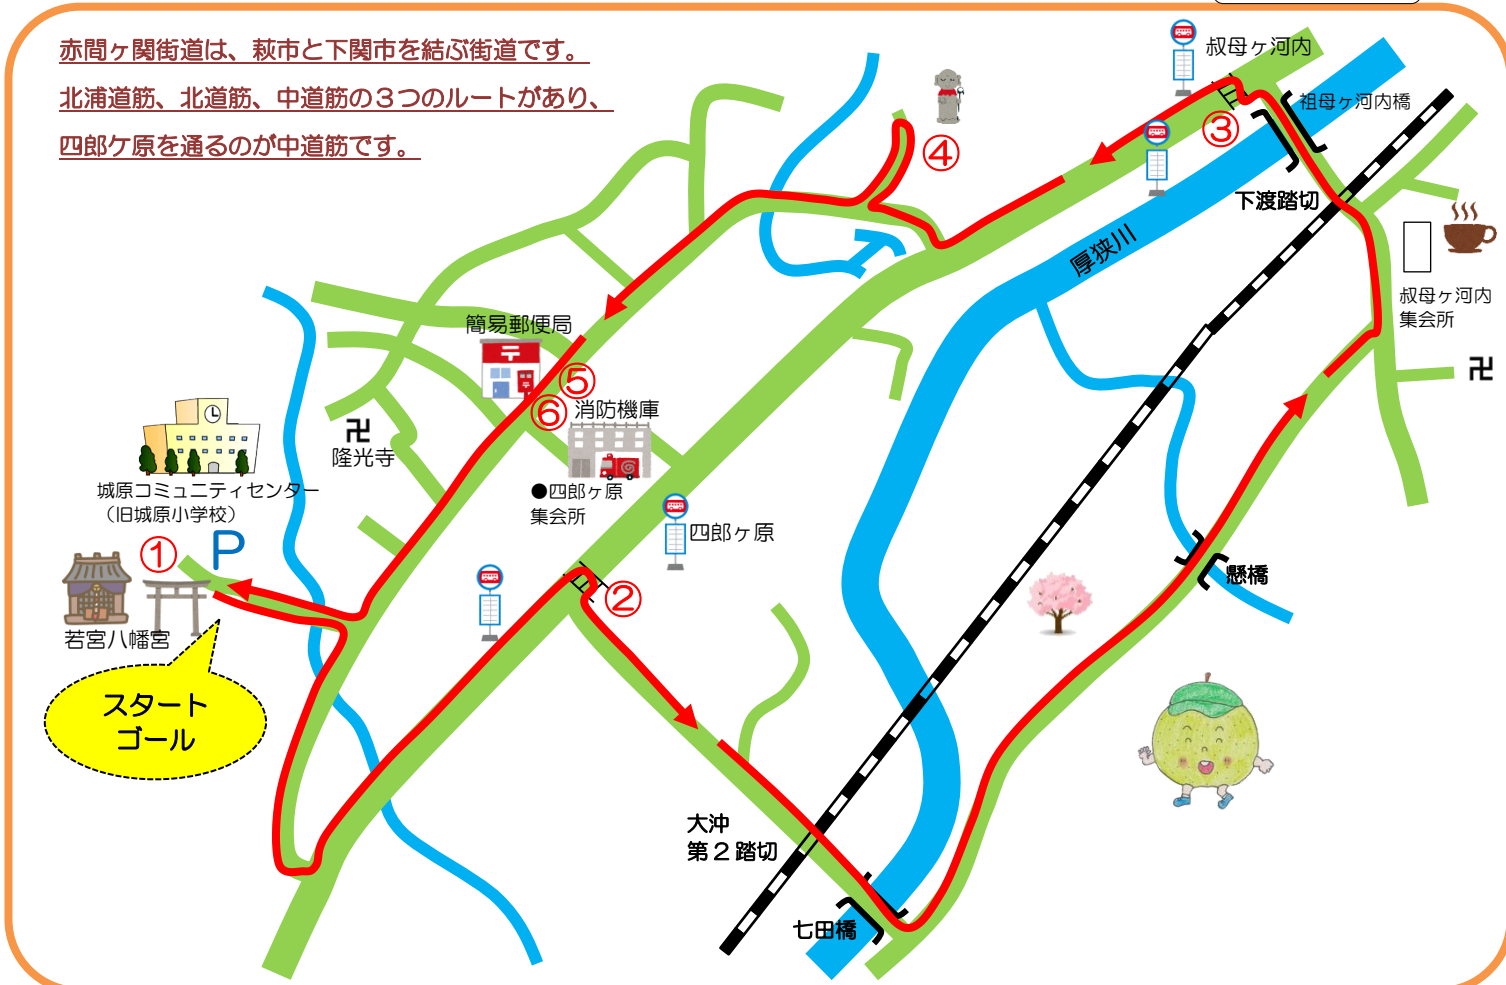 赤間ヶ関街道は、萩市と下関市を結ぶ街道です。
北浦道筋、北道筋、中道筋の３つのルートがあり、
四郎ケ原を通るのが中道筋です。
叔母ヶ河内
③
祖母ヶ河内橋
④
下渡踏切
厚狭川
叔母ヶ河内
集会所
簡易郵便局
〒
⑤
⑥
消防機庫
卍
卍
隆光寺
城原コミュニティセンター
（旧城原小学校）
●四郎ヶ原
集会所
四郎ヶ原
①
P
②
懸橋
若宮八幡宮
スタート
ゴール
大沖
第２踏切
七田橋